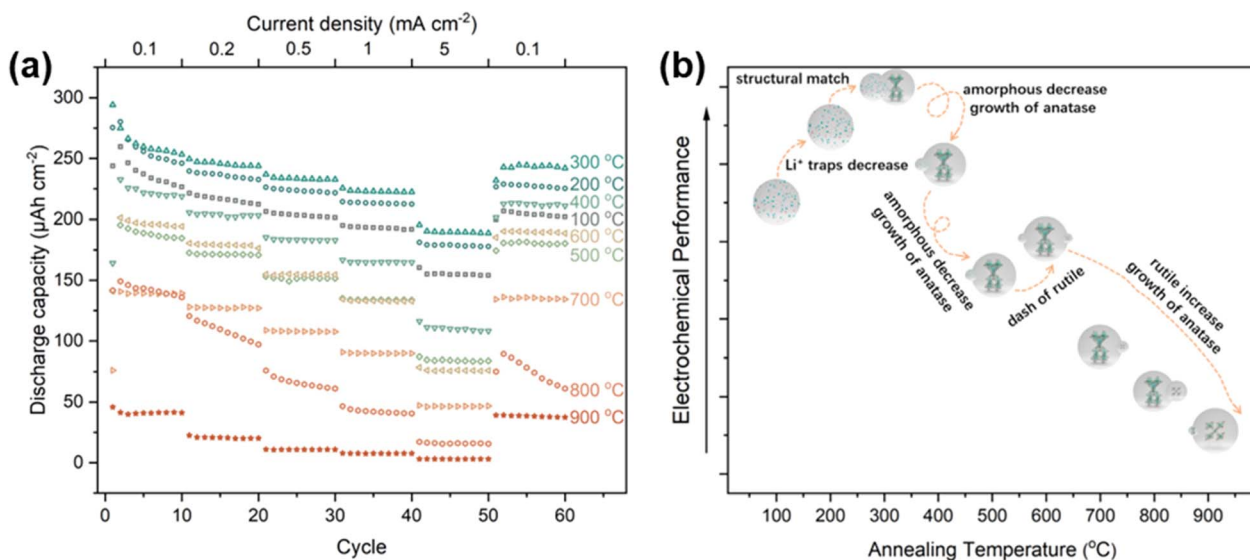 (a)
Current density (mA cm⁻²)
0.1 0.2 0.5 1 5 0.1
Discharge capacity (µAh cm⁻²)
300
250
200
150
100
50
0
300 °C
200 °C
400 °C
100 °C
600 °C
500 °C
700 °C
800 °C
900 °C
0 10 20 30 40 50 60
Cycle
(b)
Electrochemical Performance
structural match
amorphous decrease
growth of anatase
Li⁺ traps decrease
amorphous decrease
growth of anatase
dash of rutile
rutile increase
growth of anatase
100 200 300 400 500 600 700 800 900
Annealing Temperature (°C)